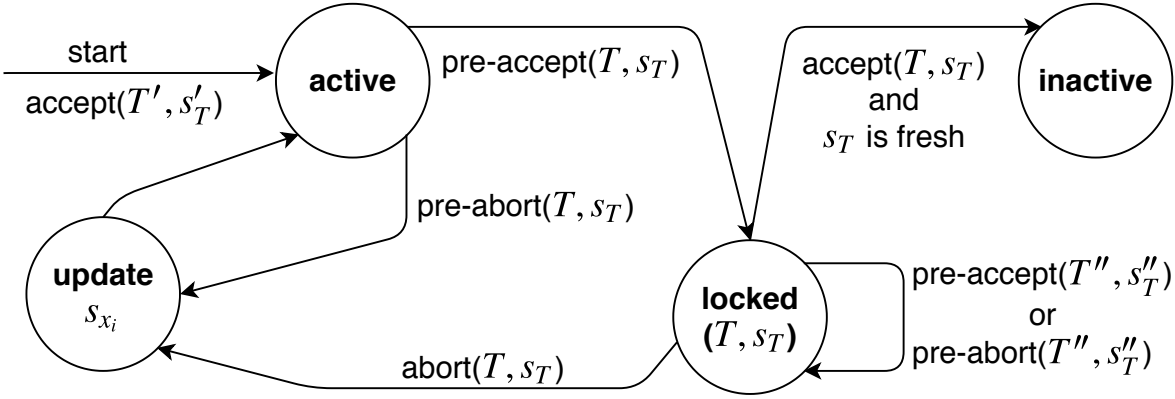 start
accept(T′, s′_T)
active
pre-accept(T, s_T)
accept(T, s_T)
and
s_T is fresh
inactive
pre-abort(T, s_T)
update
s_{x_i}
locked
(T, s_T)
pre-accept(T″, s″_T)
or
pre-abort(T″, s″_T)
abort(T, s_T)